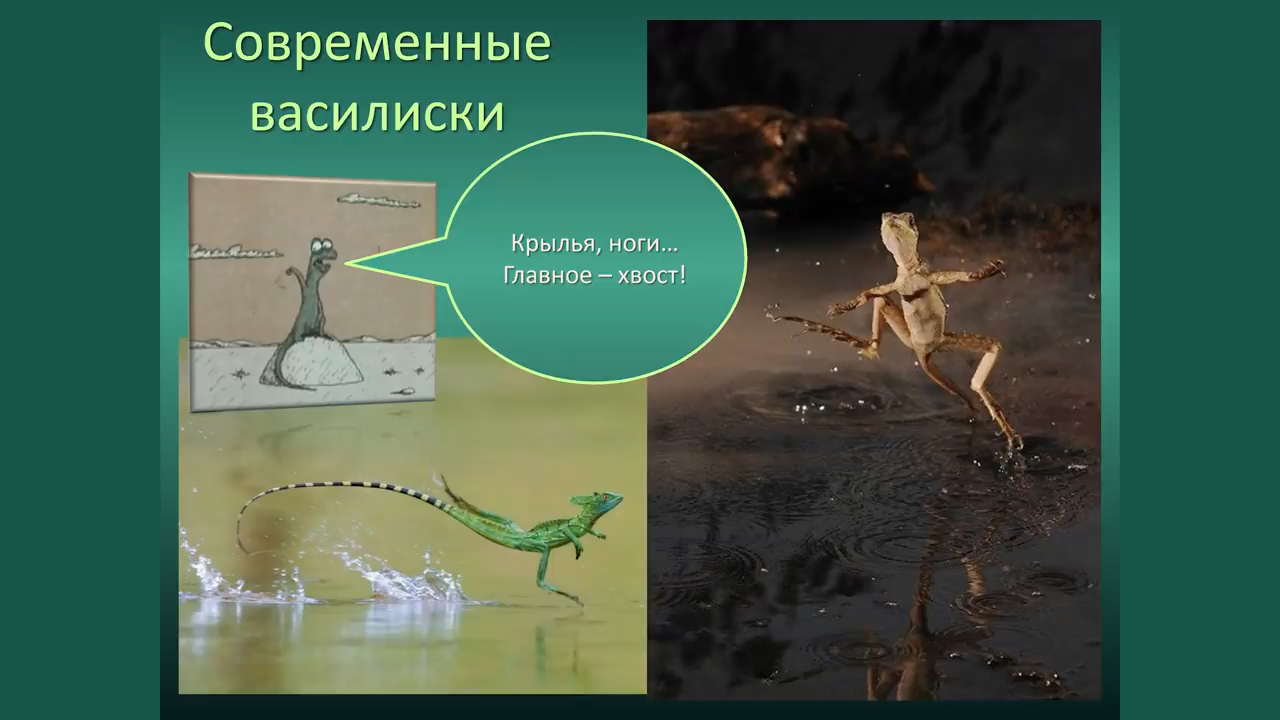 Современные
василиски
Крылья, ноги...
Главное – хвост!